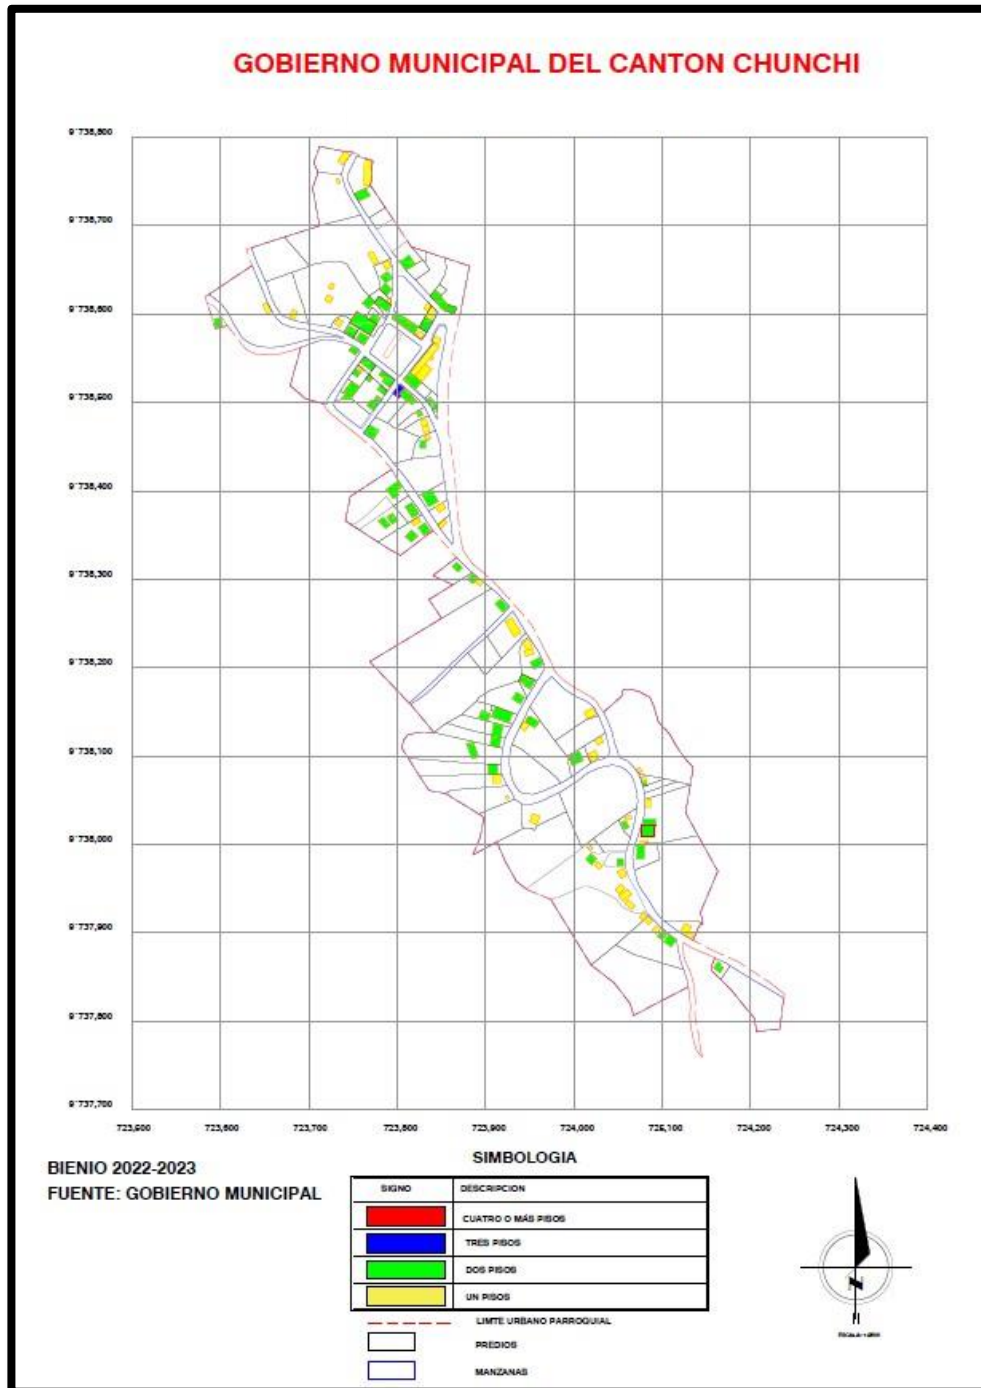 GOBIERNO MUNICIPAL DEL CANTON CHUNCHI
9´738,800
9´738,700
9´738,600
9´738,500
9´738,400
9´738,300
9´738,200
9´738,100
9´738,000
9´737,900
9´737,800
9´737,700
723,600 723,700 723,800 723,900 724,000 724,200 724,300 724,400
SIMBOLOGIA
BIENIO 2022-2023
FUENTE: GOBIERNO MUNICIPAL
SIGNO DESCRIPCION
CUATRO O MÁS PISOS
TRES PISOS
DOS PISOS
UN PISOS
LIMTE URBANO PARROQUIAL
PREDIOS
MANZANAS
N